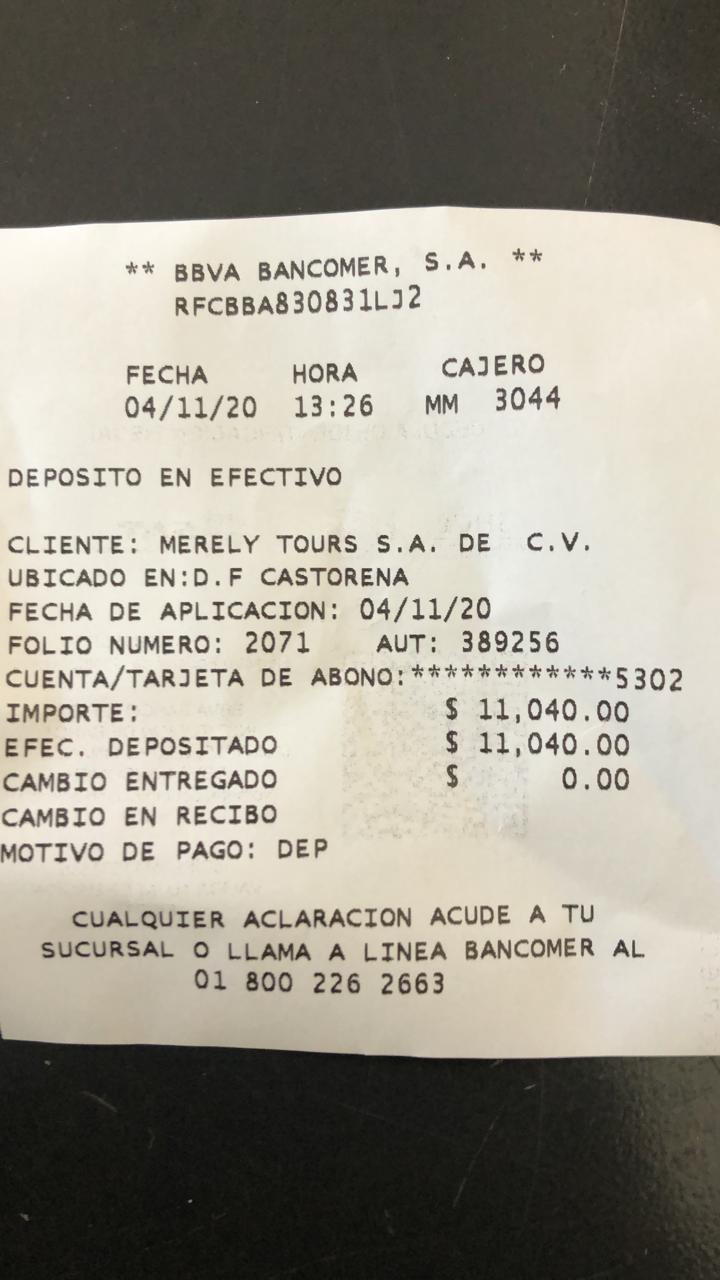 ** BBVA BANCOMER, S.A. **
RFCBBA830831LJ2
FECHA HORA CAJERO
04/11/20 13:26 MM 3044
DEPOSITO EN EFECTIVO
CLIENTE: MERELY TOURS S.A. DE C.V.
UBICADO EN:D.F CASTORENA
FECHA DE APLICACION: 04/11/20
FOLIO NUMERO: 2071 AUT: 389256
CUENTA/TARJETA DE ABONO:************5302
IMPORTE: $ 11,040.00
EFEC. DEPOSITADO $ 11,040.00
CAMBIO ENTREGADO $ 0.00
CAMBIO EN RECIBO
MOTIVO DE PAGO: DEP
CUALQUIER ACLARACION ACUDE A TU
SUCURSAL O LLAMA A LINEA BANCOMER AL
01 800 226 2663